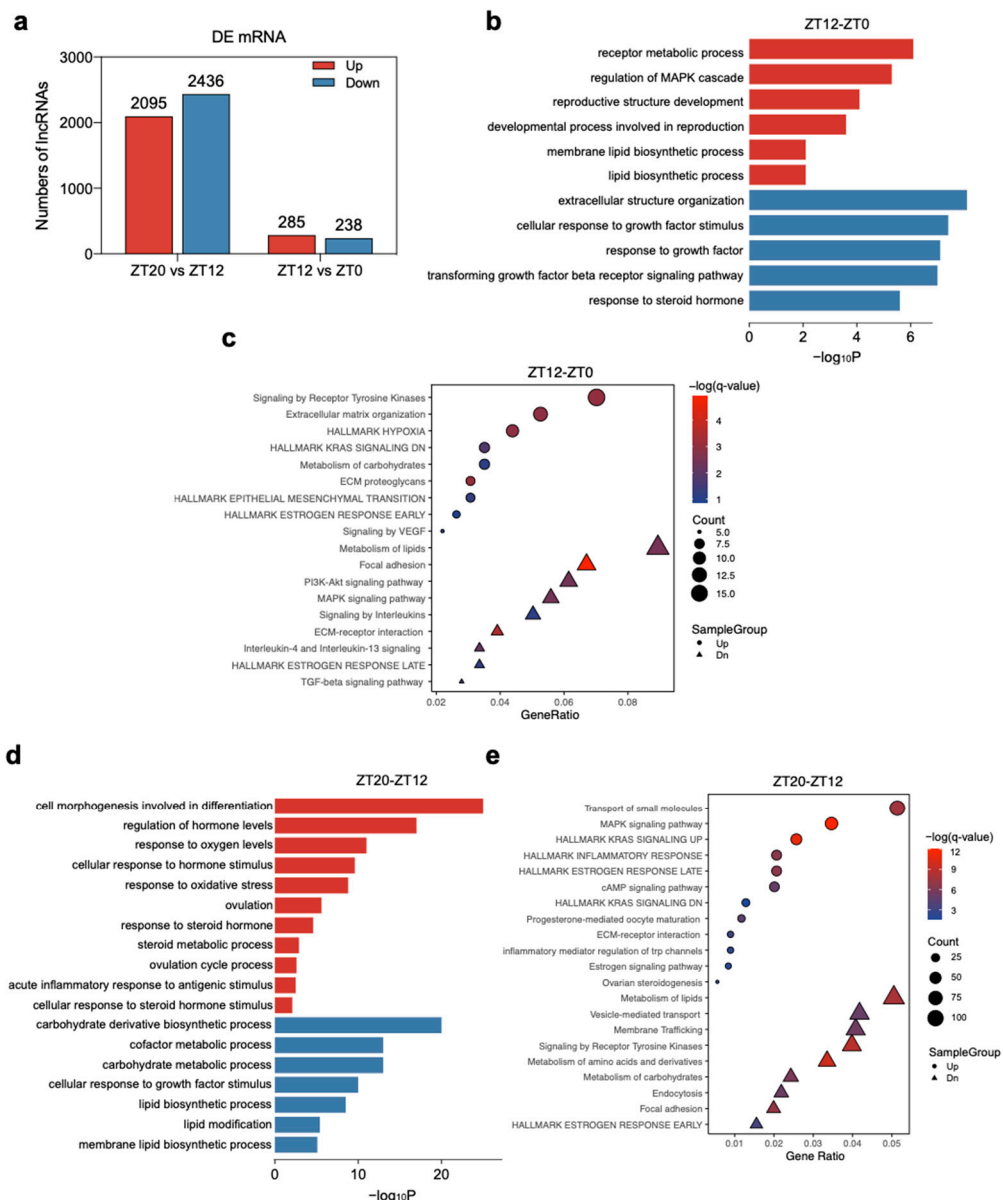 a
DE mRNA
Numbers of lncRNAs
3000
2000
1000
0
2095
2436
285
238
Up
Down
ZT20 vs ZT12
ZT12 vs ZT0
b
ZT12-ZT0
receptor metabolic process
regulation of MAPK cascade
reproductive structure development
developmental process involved in reproduction
membrane lipid biosynthetic process
lipid biosynthetic process
extracellular structure organization
cellular response to growth factor stimulus
response to growth factor
transforming growth factor beta receptor signaling pathway
response to steroid hormone
0 2 4 6
−log₁₀P
c
ZT12-ZT0
Signaling by Receptor Tyrosine Kinases
Extracellular matrix organization
HALLMARK HYPOXIA
HALLMARK KRAS SIGNALING DN
Metabolism of carbohydrates
ECM proteoglycans
HALLMARK EPITHELIAL MESENCHYMAL TRANSITION
HALLMARK ESTROGEN RESPONSE EARLY
Signaling by VEGF
Metabolism of lipids
Focal adhesion
PI3K-Akt signaling pathway
MAPK signaling pathway
Signaling by Interleukins
ECM-receptor interaction
Interleukin-4 and Interleukin-13 signaling
HALLMARK ESTROGEN RESPONSE LATE
TGF-beta signaling pathway
0.02 0.04 0.06 0.08
GeneRatio
−log(q-value)
4
3
2
1
Count
5.0
7.5
10.0
12.5
15.0
SampleGroup
Up
Dn
d
ZT20-ZT12
cell morphogenesis involved in differentiation
regulation of hormone levels
response to oxygen levels
cellular response to hormone stimulus
response to oxidative stress
ovulation
response to steroid hormone
steroid metabolic process
ovulation cycle process
acute inflammatory response to antigenic stimulus
cellular response to steroid hormone stimulus
carbohydrate derivative biosynthetic process
cofactor metabolic process
carbohydrate metabolic process
cellular response to growth factor stimulus
lipid biosynthetic process
lipid modification
membrane lipid biosynthetic process
0 10 20
−log₁₀P
e
ZT20-ZT12
Transport of small molecules
MAPK signaling pathway
HALLMARK KRAS SIGNALING UP
HALLMARK INFLAMMATORY RESPONSE
HALLMARK ESTROGEN RESPONSE LATE
cAMP signaling pathway
HALLMARK KRAS SIGNALING DN
Progesterone-mediated oocyte maturation
ECM-receptor interaction
inflammatory mediator regulation of trp channels
Estrogen signaling pathway
Ovarian steroidogenesis
Metabolism of lipids
Vesicle-mediated transport
Membrane Trafficking
Signaling by Receptor Tyrosine Kinases
Metabolism of amino acids and derivatives
Metabolism of carbohydrates
Endocytosis
Focal adhesion
HALLMARK ESTROGEN RESPONSE EARLY
0.01 0.02 0.03 0.04 0.05
Gene Ratio
−log(q-value)
12
9
6
3
Count
25
50
75
100
SampleGroup
Up
Dn